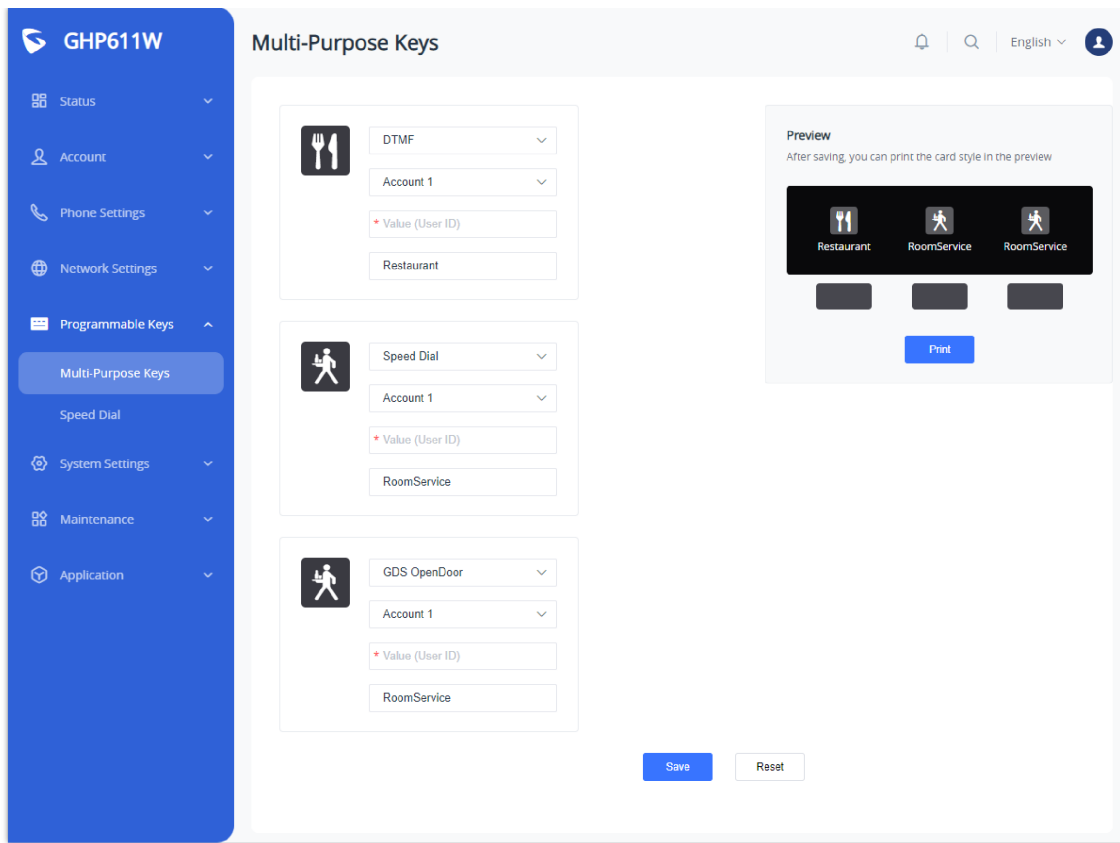 GHP611W
Status
Account
Phone Settings
Network Settings
Programmable Keys
Multi-Purpose Keys
Speed Dial
System Settings
Maintenance
Application
Multi-Purpose Keys
English
DTMF
Account 1
* Value (User ID)
Restaurant
Speed Dial
Account 1
* Value (User ID)
RoomService
GDS OpenDoor
Account 1
* Value (User ID)
RoomService
Preview
After saving, you can print the card style in the preview
Restaurant RoomService RoomService
Print
Save Reset